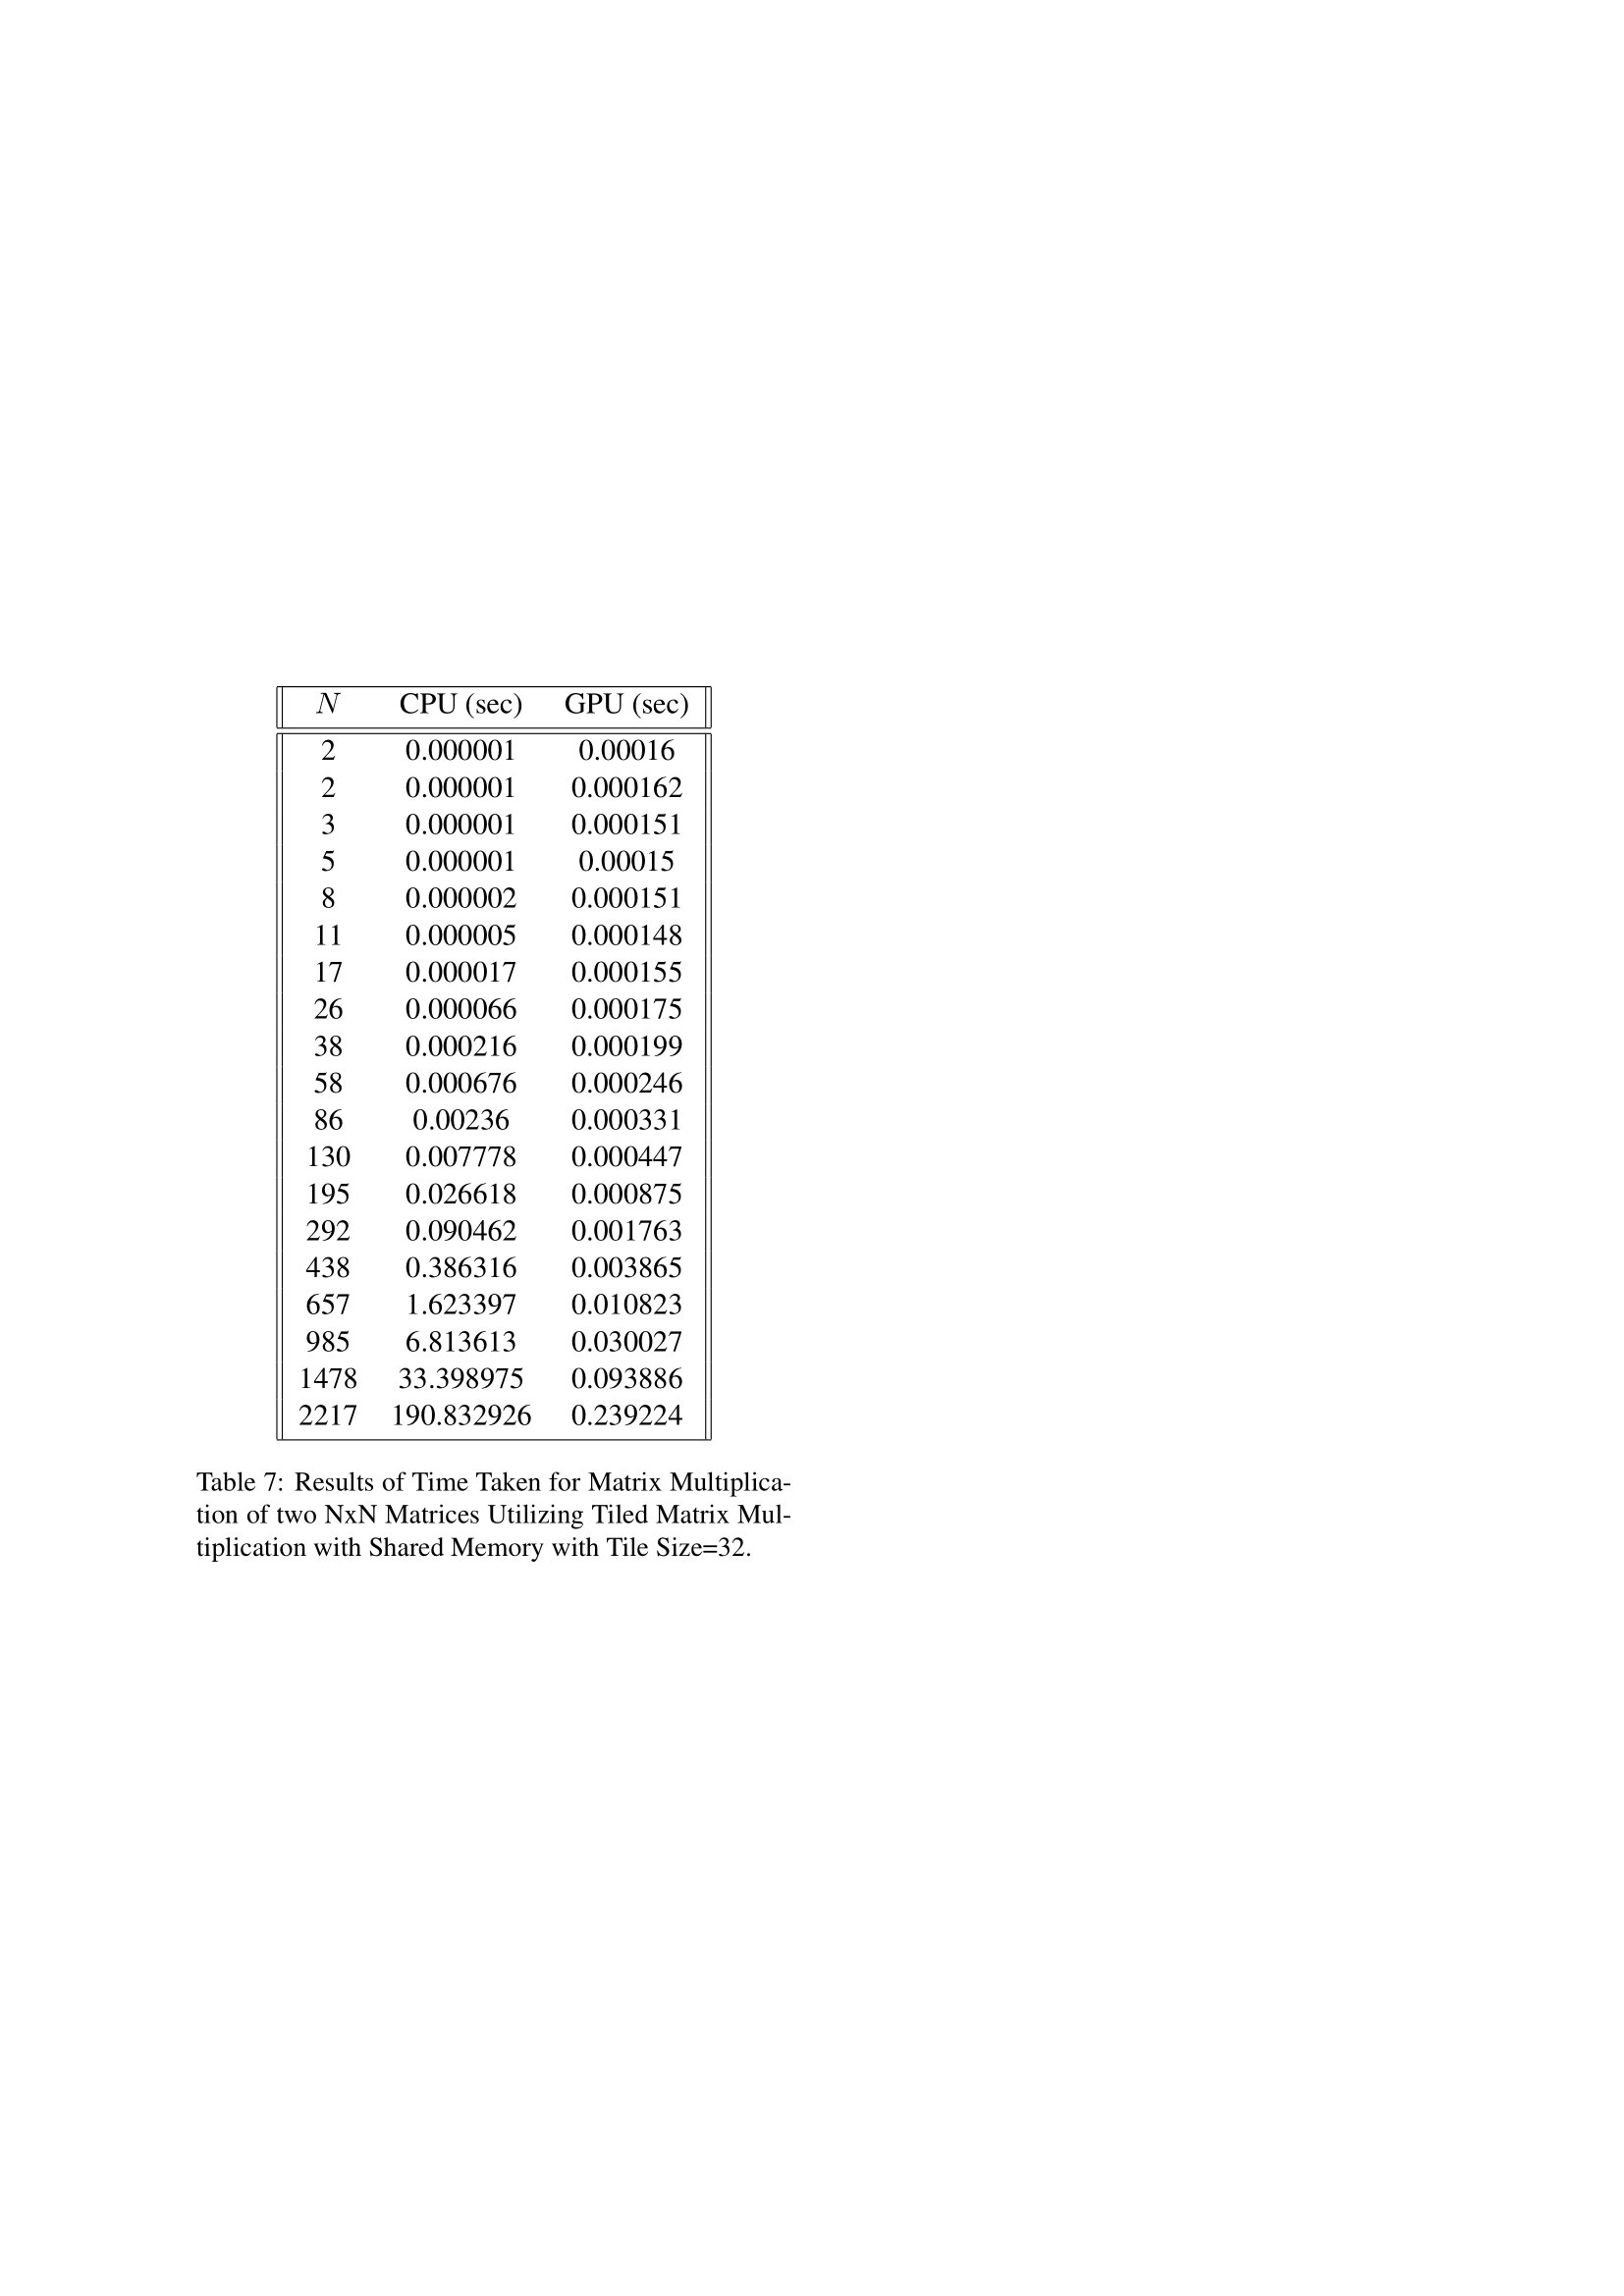 N CPU (sec) GPU (sec)
2 0.000001 0.00016
2 0.000001 0.000162
3 0.000001 0.000151
5 0.000001 0.00015
8 0.000002 0.000151
11 0.000005 0.000148
17 0.000017 0.000155
26 0.000066 0.000175
38 0.000216 0.000199
58 0.000676 0.000246
86 0.00236 0.000331
130 0.007778 0.000447
195 0.026618 0.000875
292 0.090462 0.001763
438 0.386316 0.003865
657 1.623397 0.010823
985 6.813613 0.030027
1478 33.398975 0.093886
2217 190.832926 0.239224
Table 7: Results of Time Taken for Matrix Multiplica-
tion of two NxN Matrices Utilizing Tiled Matrix Mul-
tiplication with Shared Memory with Tile Size=32.